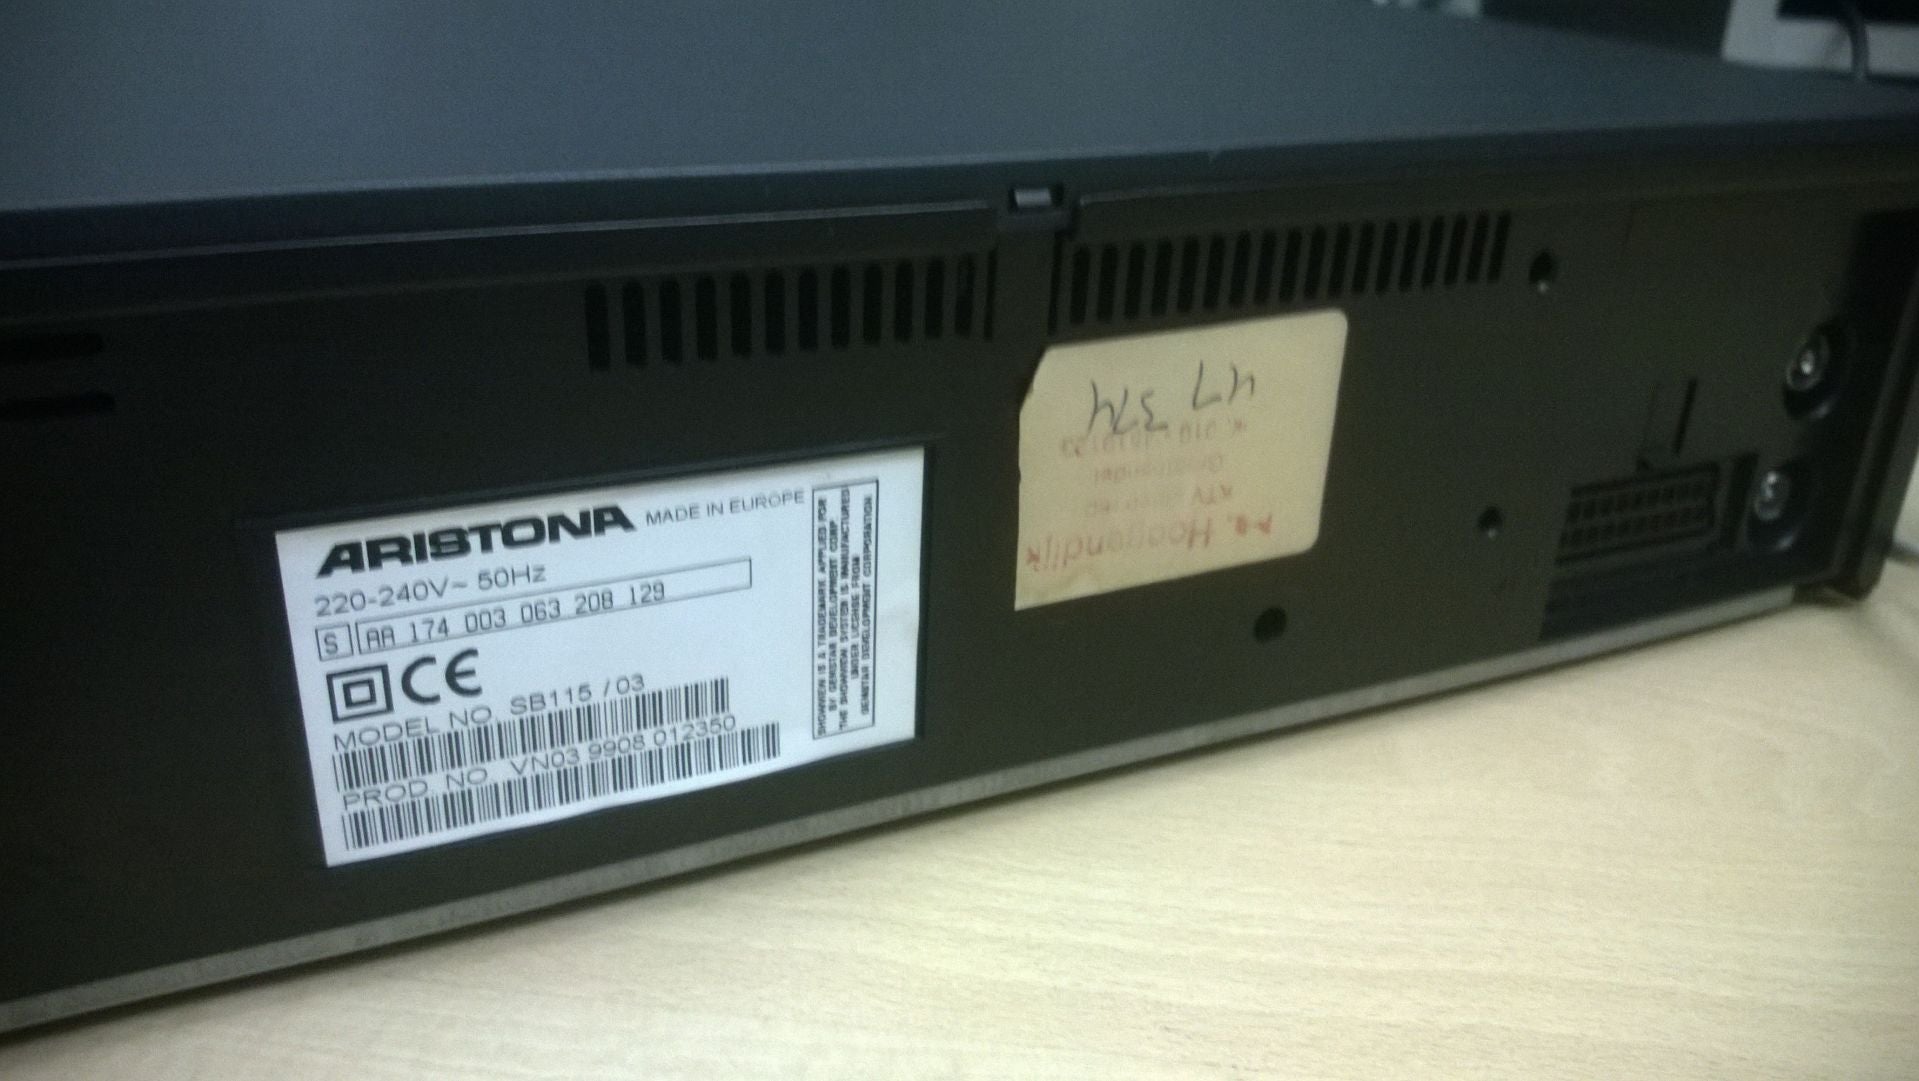 ARISTONA MADE IN EUROPE
220-240V~ 50Hz
S AA 174 003 063 208 129
CE
MODEL NO. SB115 /03
PROD. NO. VN03 9908 012350
SHOWVIEW IS A TRADEMARK APPLIED FOR
BY GEMSTAR DEVELOPMENT CORP.
THE SHOWVIEW SYSTEM IS MANUFACTURED
UNDER LICENSE FROM
GEMSTAR DEVELOPMENT CORPORATION
Hoogendijk
ATV
Groothandel